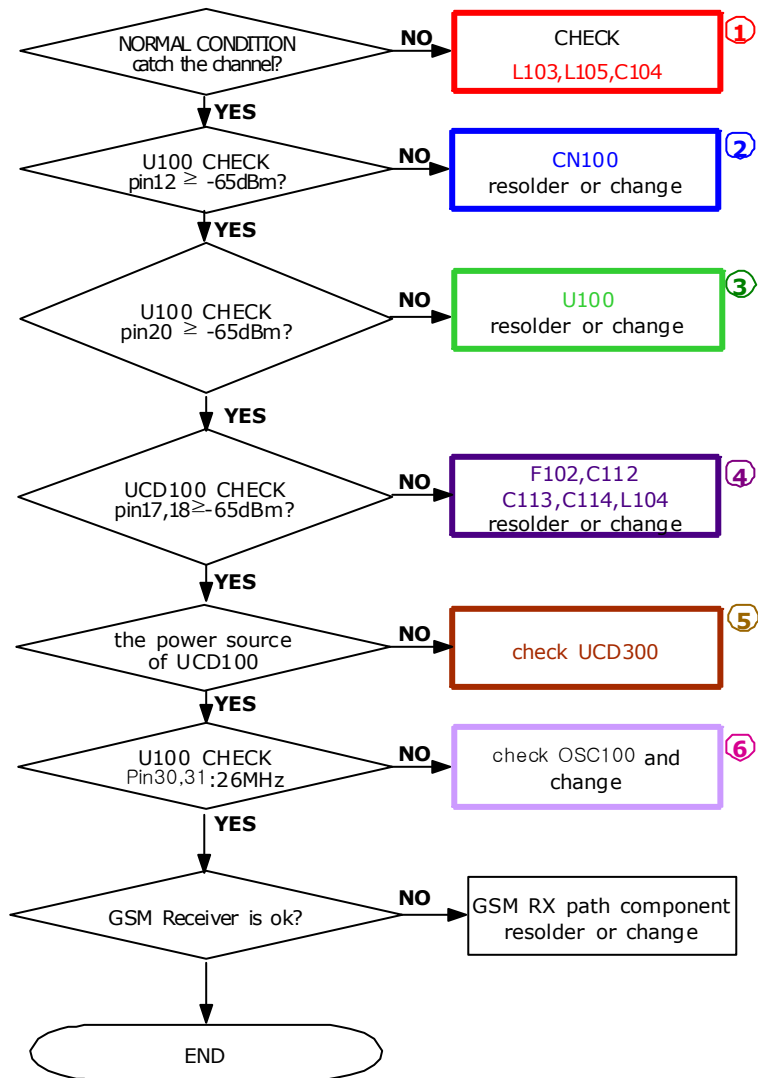 NORMAL CONDITION
catch the channel?
NO
CHECK
L103,L105,C104
1
YES
U100 CHECK
pin12 ≥ -65dBm?
NO
CN100
resolder or change
2
YES
U100 CHECK
pin20 ≥ -65dBm?
NO
U100
resolder or change
3
YES
UCD100 CHECK
pin17,18≥-65dBm?
NO
F102,C112
C113,C114,L104
resolder or change
4
YES
the power source
of UCD100
NO
check UCD300
5
YES
U100 CHECK
Pin30,31:26MHz
NO
check OSC100 and
change
6
YES
GSM Receiver is ok?
NO
GSM RX path component
resolder or change
END